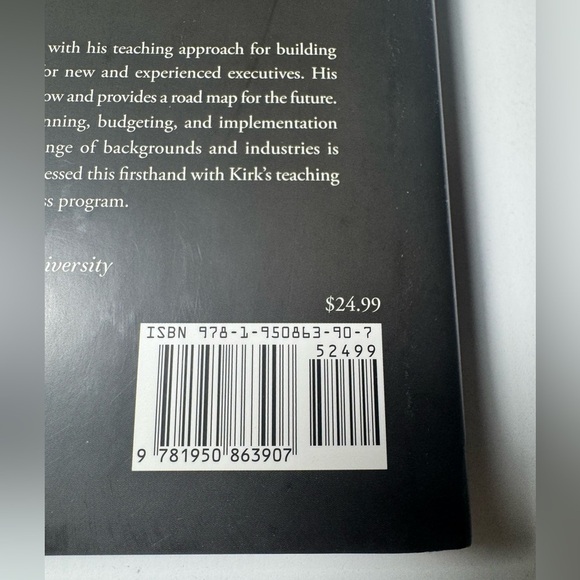 with his teaching approach for building
for new and experienced executives. His
ow and provides a road map for the future.
nning, budgeting, and implementation
nge of backgrounds and industries is
essed this firsthand with Kirk's teaching
ss program.
iversity
$24.99
ISBN 978-1-950863-90-7
52499
9 781950 863907